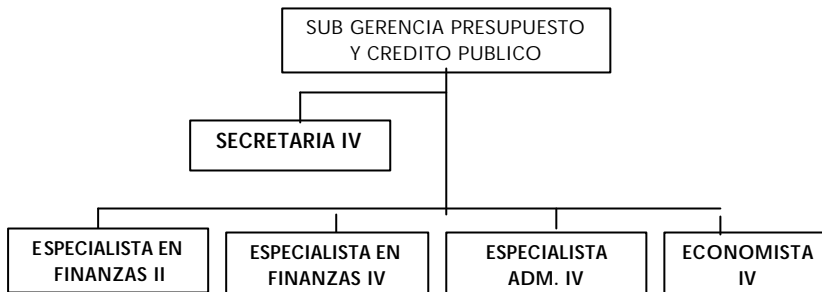 SUB GERENCIA PRESUPUESTO
Y CREDITO PUBLICO
SECRETARIA IV
ESPECIALISTA EN
FINANZAS II
ESPECIALISTA EN
FINANZAS IV
ESPECIALISTA
ADM. IV
ECONOMISTA
IV